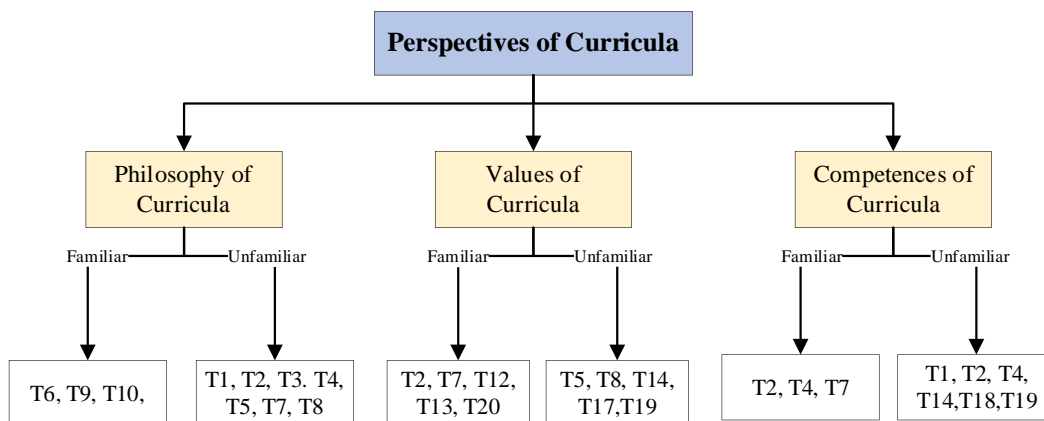 Perspectives of Curricula
Philosophy of
Curricula
Values of
Curricula
Competences of
Curricula
Familiar
Unfamiliar
Familiar
Unfamiliar
Familiar
Unfamiliar
T6, T9, T10,
T1, T2, T3. T4,
T5, T7, T8
T2, T7, T12,
T13, T20
T5, T8, T14,
T17,T19
T2, T4, T7
T1, T2, T4,
T14,T18,T19